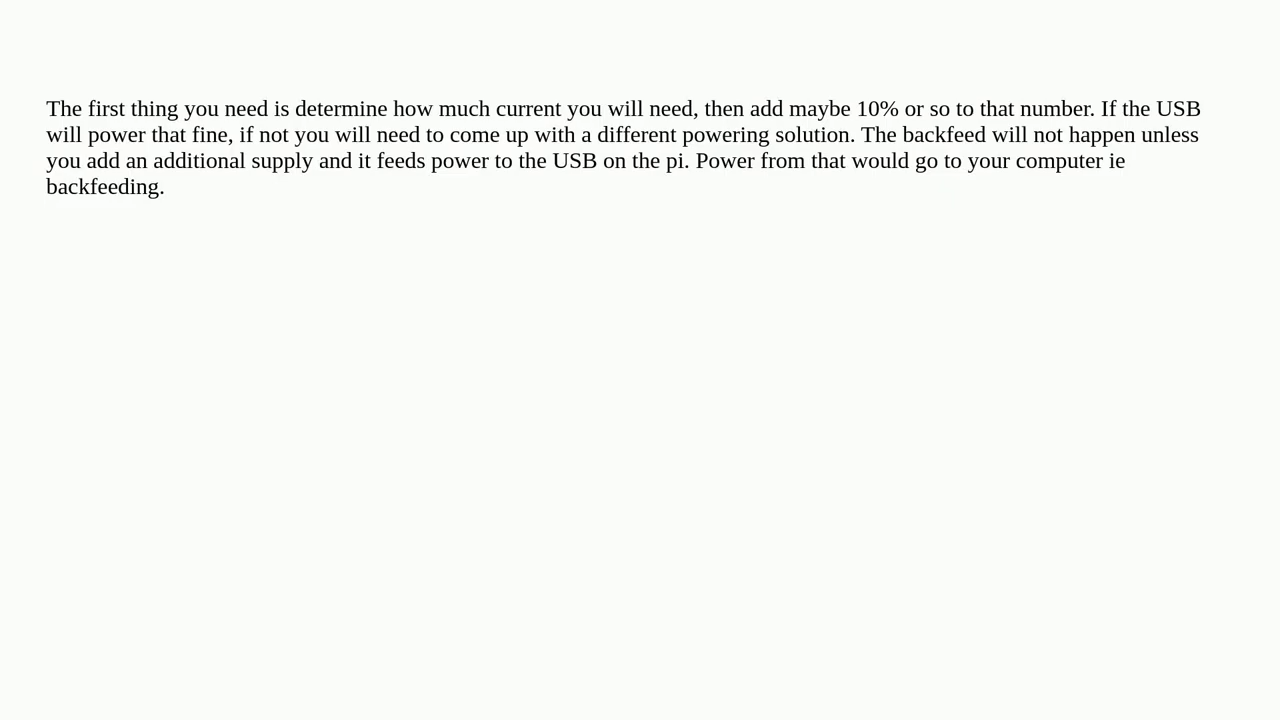 The first thing you need is determine how much current you will need, then add maybe 10% or so to that number. If the USB
will power that fine, if not you will need to come up with a different powering solution. The backfeed will not happen unless
you add an additional supply and it feeds power to the USB on the pi. Power from that would go to your computer ie
backfeeding.